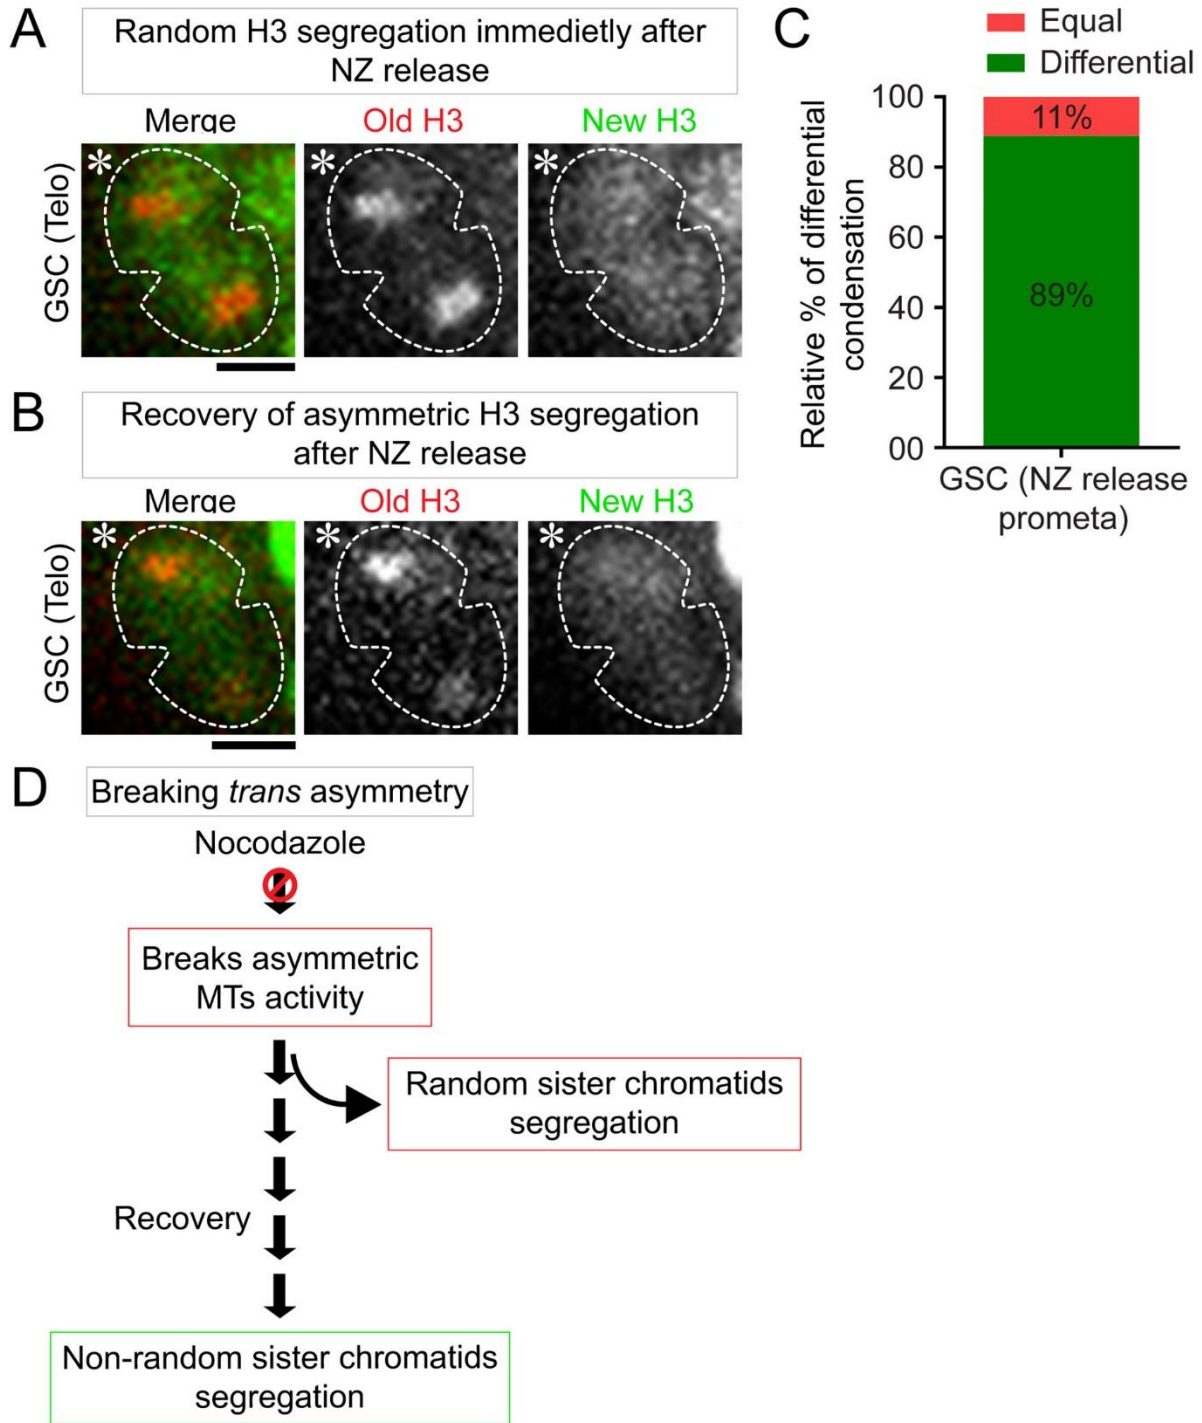 A
Random H3 segregation immedietly after
NZ release
Merge
Old H3
New H3
*
*
*
GSC (Telo)
B
Recovery of asymmetric H3 segregation
after NZ release
Merge
Old H3
New H3
*
*
*
GSC (Telo)
C
Equal
Differential
Relative % of differential
condensation
100
80
60
40
20
00
11%
89%
GSC (NZ release
prometa)
D
Breaking trans asymmetry
Nocodazole
Breaks asymmetric
MTs activity
Random sister chromatids
segregation
Recovery
Non-random sister chromatids
segregation